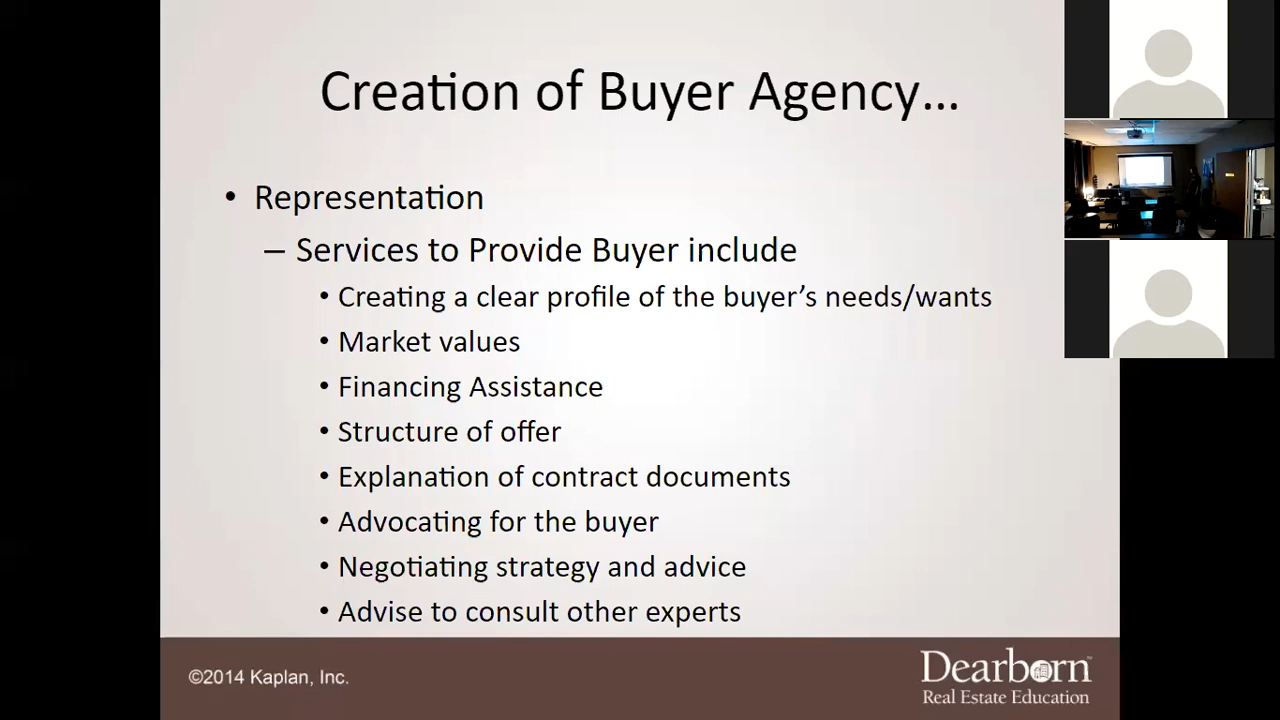 Creation of Buyer Agency…
• Representation
– Services to Provide Buyer include
• Creating a clear profile of the buyer’s needs/wants
• Market values
• Financing Assistance
• Structure of offer
• Explanation of contract documents
• Advocating for the buyer
• Negotiating strategy and advice
• Advise to consult other experts
©2014 Kaplan, Inc.
Dearborn™
Real Estate Education